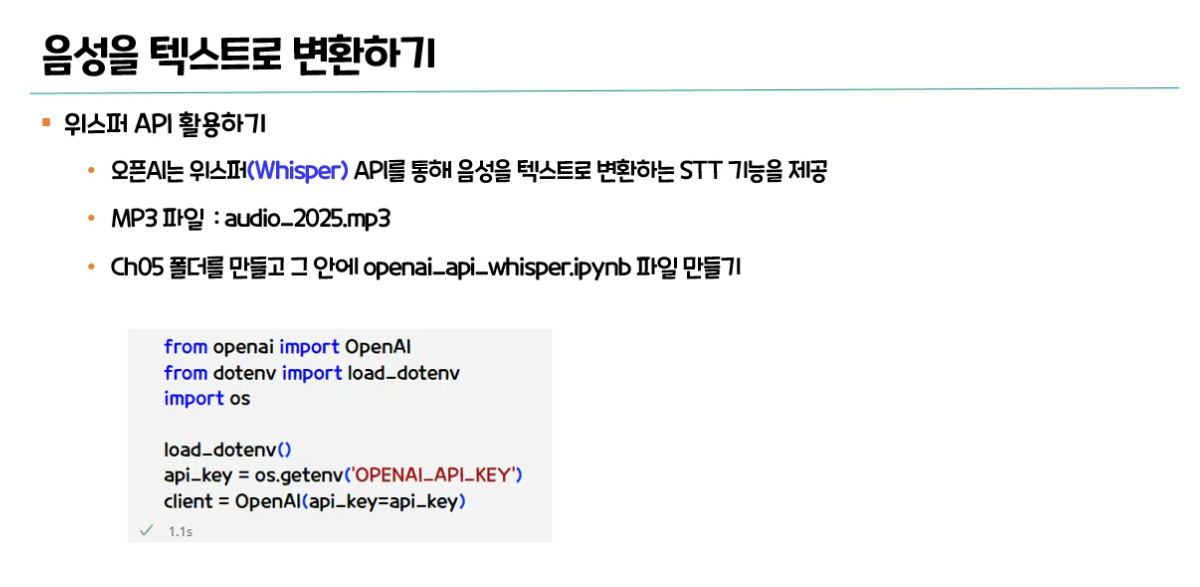 음성을 텍스트로 변환하기
위스퍼 API 활용하기
오픈AI는 위스퍼(Whisper) API를 통해 음성을 텍스트로 변환하는 STT 기능을 제공
MP3 파일 : audio_2025.mp3
Ch05 폴더를 만들고 그 안에 openai_api_whisper.ipynb 파일 만들기
from openai import OpenAI
from dotenv import load_dotenv
import os
load_dotenv()
api_key = os.getenv('OPENAI_API_KEY')
client = OpenAI(api_key=api_key)
1.1s